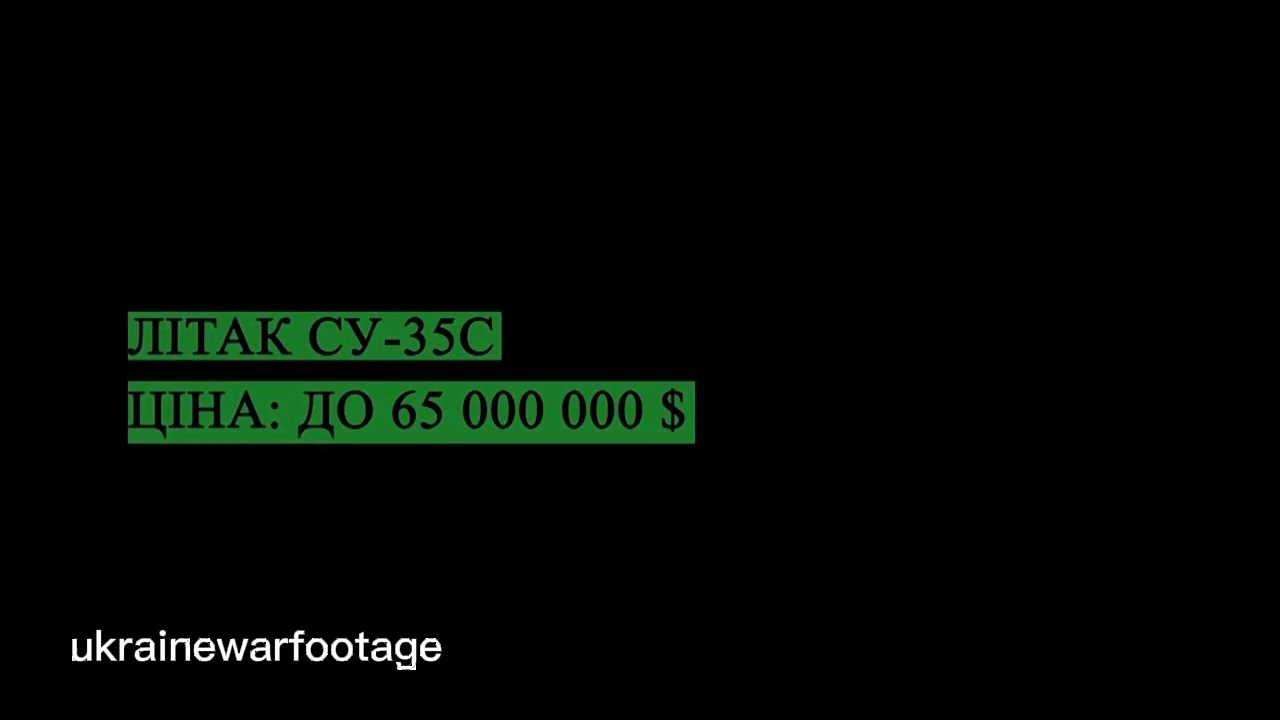 ЛІТАК СУ-35С
ЦІНА: ДО 65 000 000 $
ukrainewarfootage